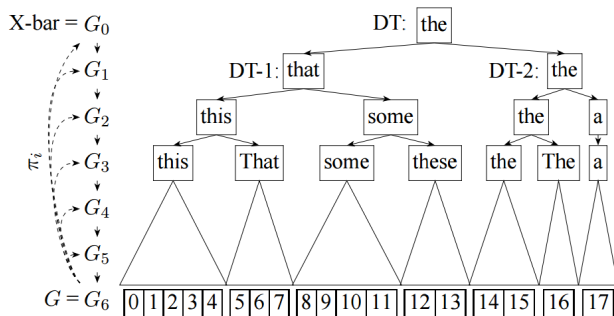 X-bar = G₀ DT: the
G₁ DT-1: that DT-2: the
G₂ this some the a
πᵢ G₃ this That some these the The a
G₄
G₅
G = G₆ 0 1 2 3 4 5 6 7 8 9 10 11 12 13 14 15 16 17